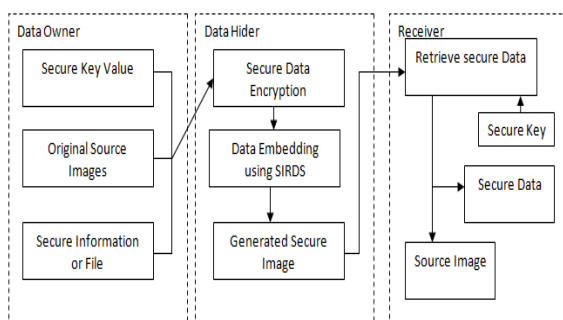 Data Owner
Secure Key Value
Original Source
Images
Secure Information
or File
Data Hider
Secure Data
Encryption
Data Embedding
using SIRDS
Generated Secure
Image
Receiver
Retrieve secure Data
Secure Key
Secure Data
Source Image